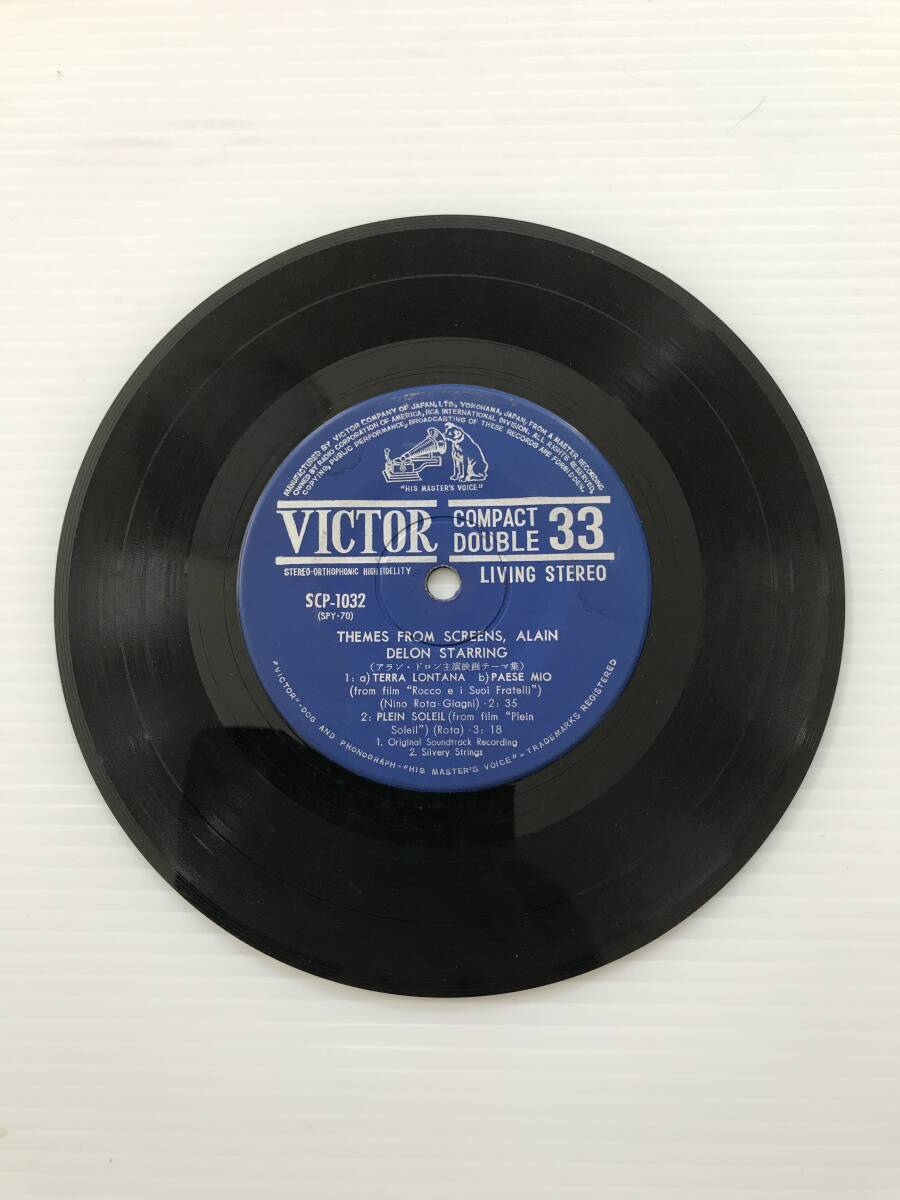 MANUFACTURED BY VICTOR COMPANY OF JAPAN, LTD., YOKOHAMA, JAPAN, FROM A MASTER RECORDING
OWNED BY RADIO CORPORATION OF AMERICA, RCA INTERNATIONAL DIVISION. ALL RIGHTS RESERVED.
COPYING, PUBLIC PERFORMANCE, BROADCASTING OF THESE RECORDS ARE FORBIDDEN.
"HIS MASTER'S VOICE"
VICTOR COMPACT DOUBLE 33
STEREO-ORTHOPHONIC HIGH FIDELITY LIVING STEREO
SCP-1032
(SPY-70)
THEMES FROM SCREENS, ALAIN
DELON STARRING
(アラン・ドロン主演映画テーマ集)
1: a) TERRA LONTANA b) PAESE MIO
(from film "Rocco e i Suoi Fratelli")
(Nino Rota-Giagni)-2: 35
2: PLEIN SOLEIL (from film "Plein
Soleil") (Rota)-3: 18
1. Original Soundtrack Recording
2. Silvery Strings
"VICTOR"-DOG AND PHONOGRAPH-"HIS MASTER'S VOICE"-TRADEMARKS REGISTERED